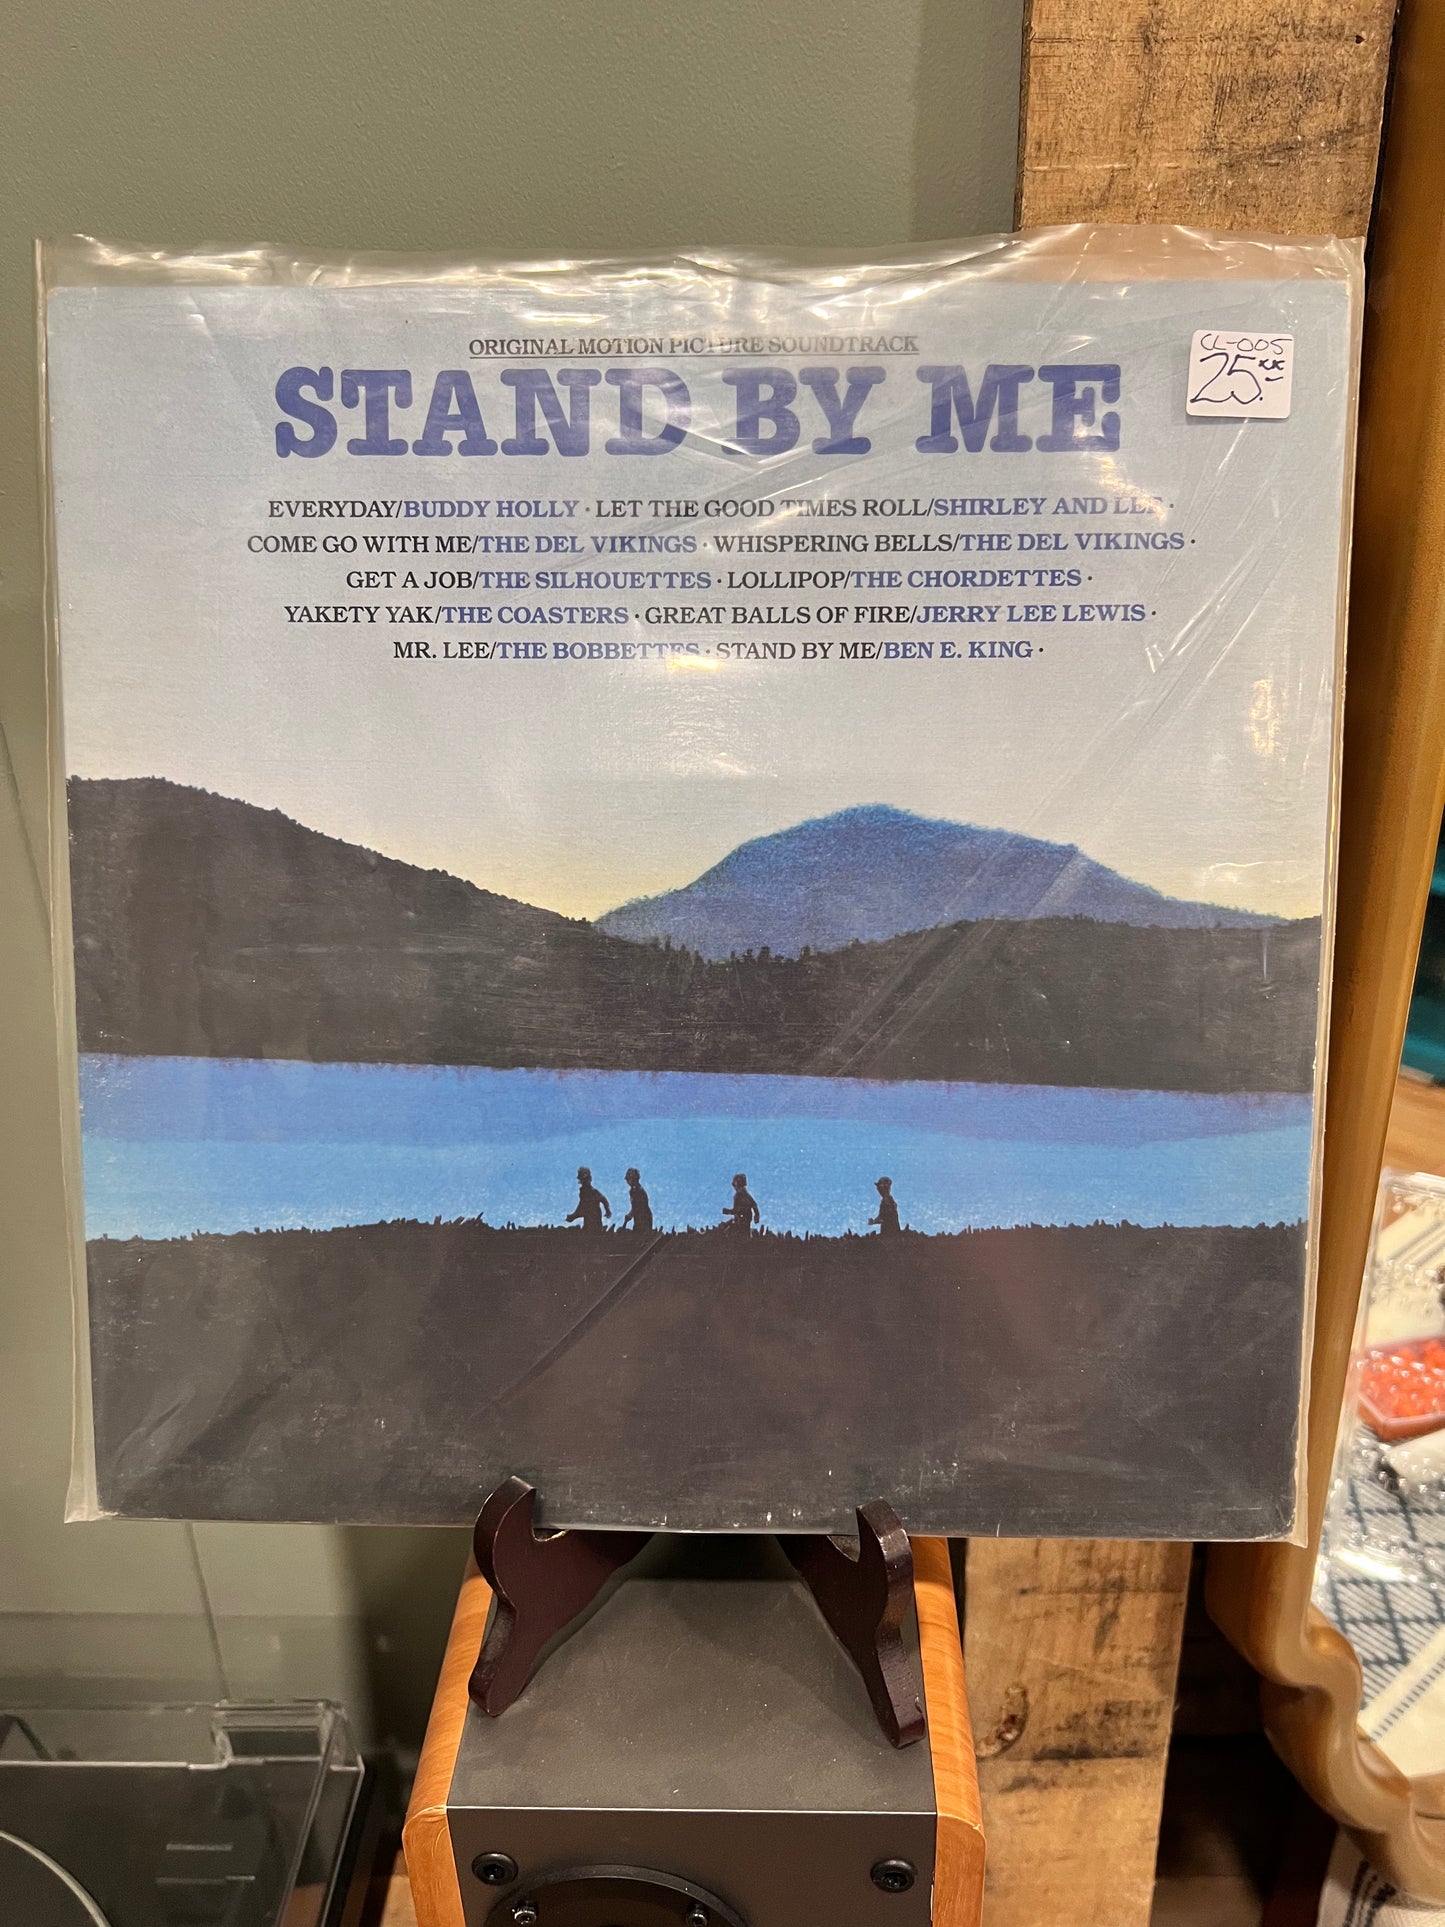 ORIGINAL MOTION PICTURE SOUNDTRACK
STAND BY ME
CL-005
25.xx
EVERYDAY/BUDDY HOLLY · LET THE GOOD TIMES ROLL/SHIRLEY AND LEE ·
COME GO WITH ME/THE DEL VIKINGS · WHISPERING BELLS/THE DEL VIKINGS ·
GET A JOB/THE SILHOUETTES · LOLLIPOP/THE CHORDETTES ·
YAKETY YAK/THE COASTERS · GREAT BALLS OF FIRE/JERRY LEE LEWIS ·
MR. LEE/THE BOBBETTES · STAND BY ME/BEN E. KING ·